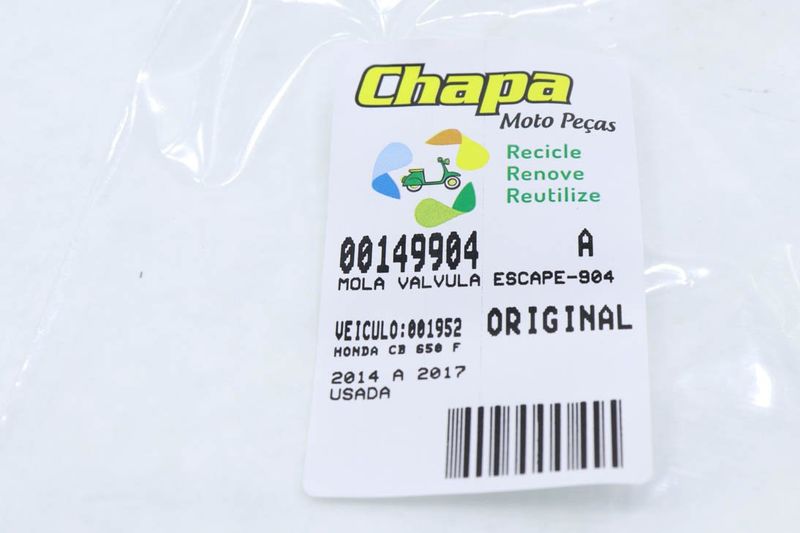 Chapa
Moto Peças
Recicle
Renove
Reutilize
00149904 A
MOLA VALVULA ESCAPE-904
VEICULO:001952 ORIGINAL
HONDA CB 650 F
2014 A 2017
USADA